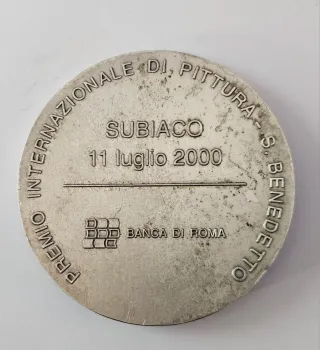 PREMIO INTERNAZIONALE DI PITTURA - S. BENEDETTO
SUBIACO
11 luglio 2000
BANCA DI ROMA